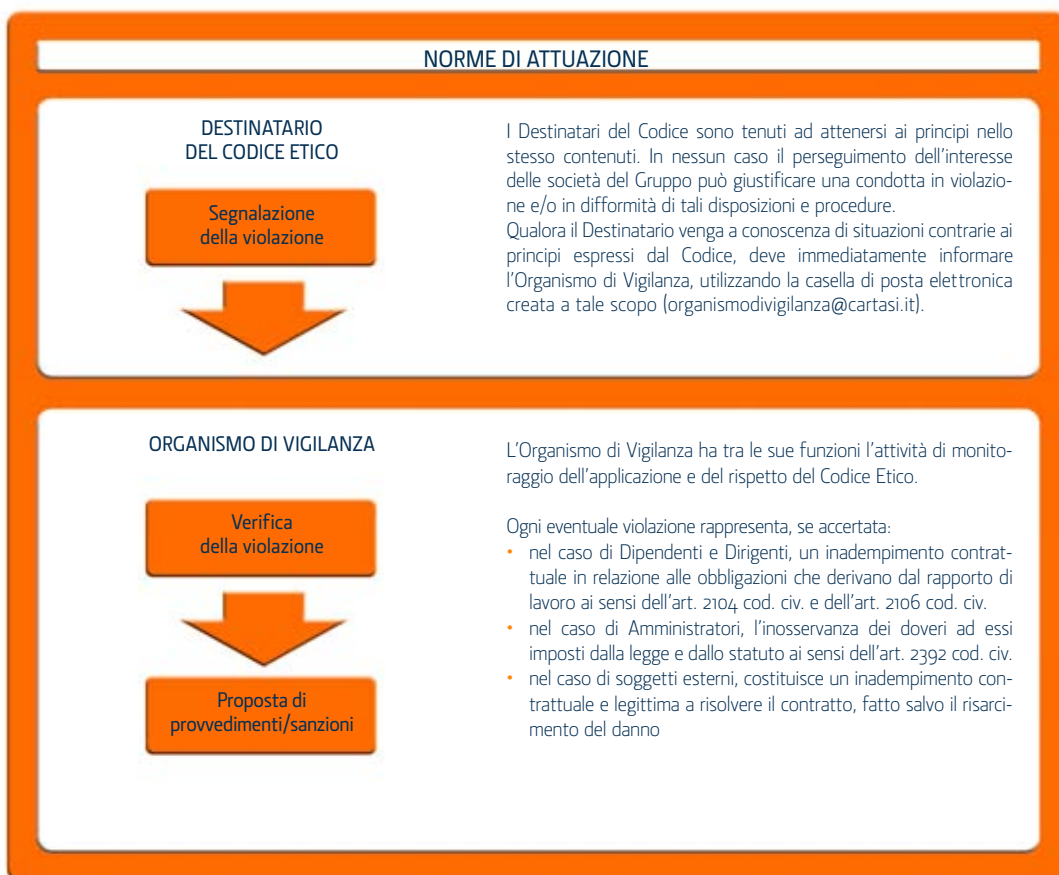 NORME DI ATTUAZIONE
DESTINATARIO
DEL CODICE ETICO
Segnalazione
della violazione
I Destinatari del Codice sono tenuti ad attenersi ai principi nello
stesso contenuti. In nessun caso il perseguimento dell'interesse
delle società del Gruppo può giustificare una condotta in violazio-
ne e/o in difformità di tali disposizioni e procedure.
Qualora il Destinatario venga a conoscenza di situazioni contrarie ai
principi espressi dal Codice, deve immediatamente informare
l'Organismo di Vigilanza, utilizzando la casella di posta elettronica
creata a tale scopo (organismodivigilanza@cartasi.it).
ORGANISMO DI VIGILANZA
Verifica
della violazione
Proposta di
provvedimenti/sanzioni
L'Organismo di Vigilanza ha tra le sue funzioni l'attività di monito-
raggio dell'applicazione e del rispetto del Codice Etico.
Ogni eventuale violazione rappresenta, se accertata:
• nel caso di Dipendenti e Dirigenti, un inadempimento contrat-
tuale in relazione alle obbligazioni che derivano dal rapporto di
lavoro ai sensi dell'art. 2104 cod. civ. e dell'art. 2106 cod. civ.
• nel caso di Amministratori, l'inosservanza dei doveri ad essi
imposti dalla legge e dallo statuto ai sensi dell'art. 2392 cod. civ.
• nel caso di soggetti esterni, costituisce un inadempimento con-
trattuale e legittima a risolvere il contratto, fatto salvo il risarci-
mento del danno